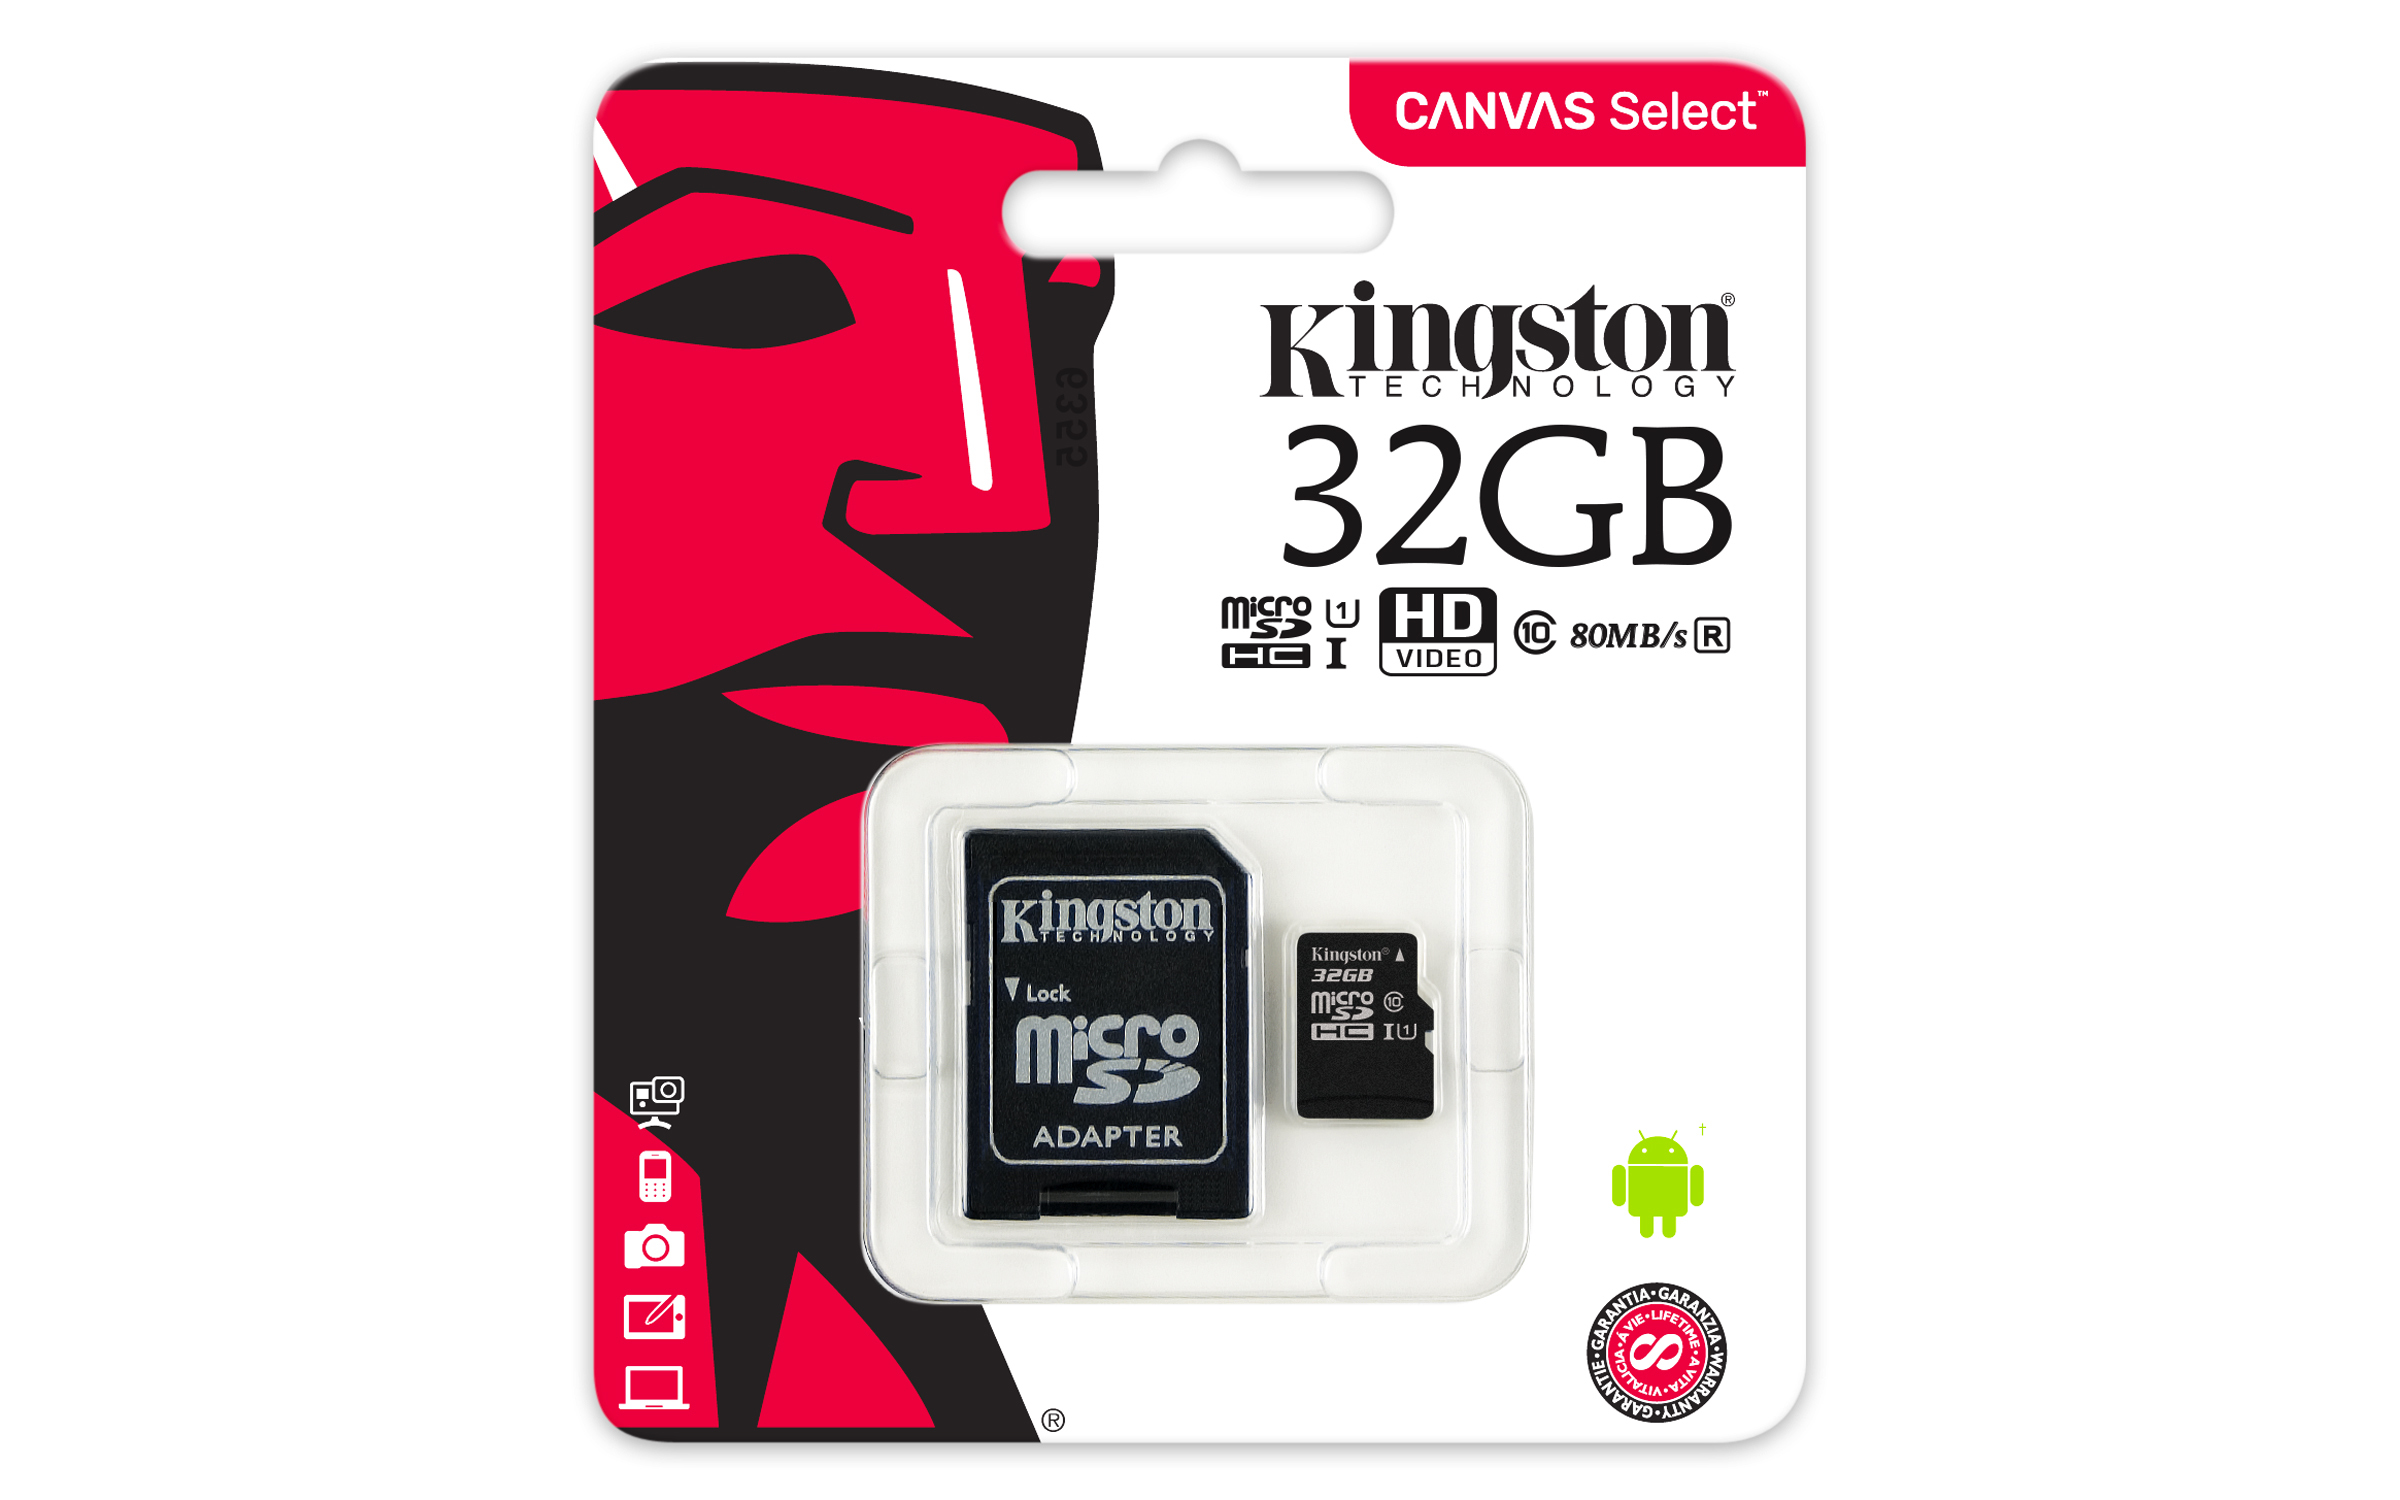 CANVAS Select™
Kingston®
TECHNOLOGY
32GB
micro SD HC U1 I
HD VIDEO
10 80MB/s R
6355
Kingston
TECHNOLOGY
Lock
micro SD
ADAPTER
Kingston®
32GB
micro SD 10
HC I U1
†
GARANTIA • GARANZIA • WARRANTY • GARANTIE •
À VIE • LIFETIME • A VITA • VITALICIA •
®